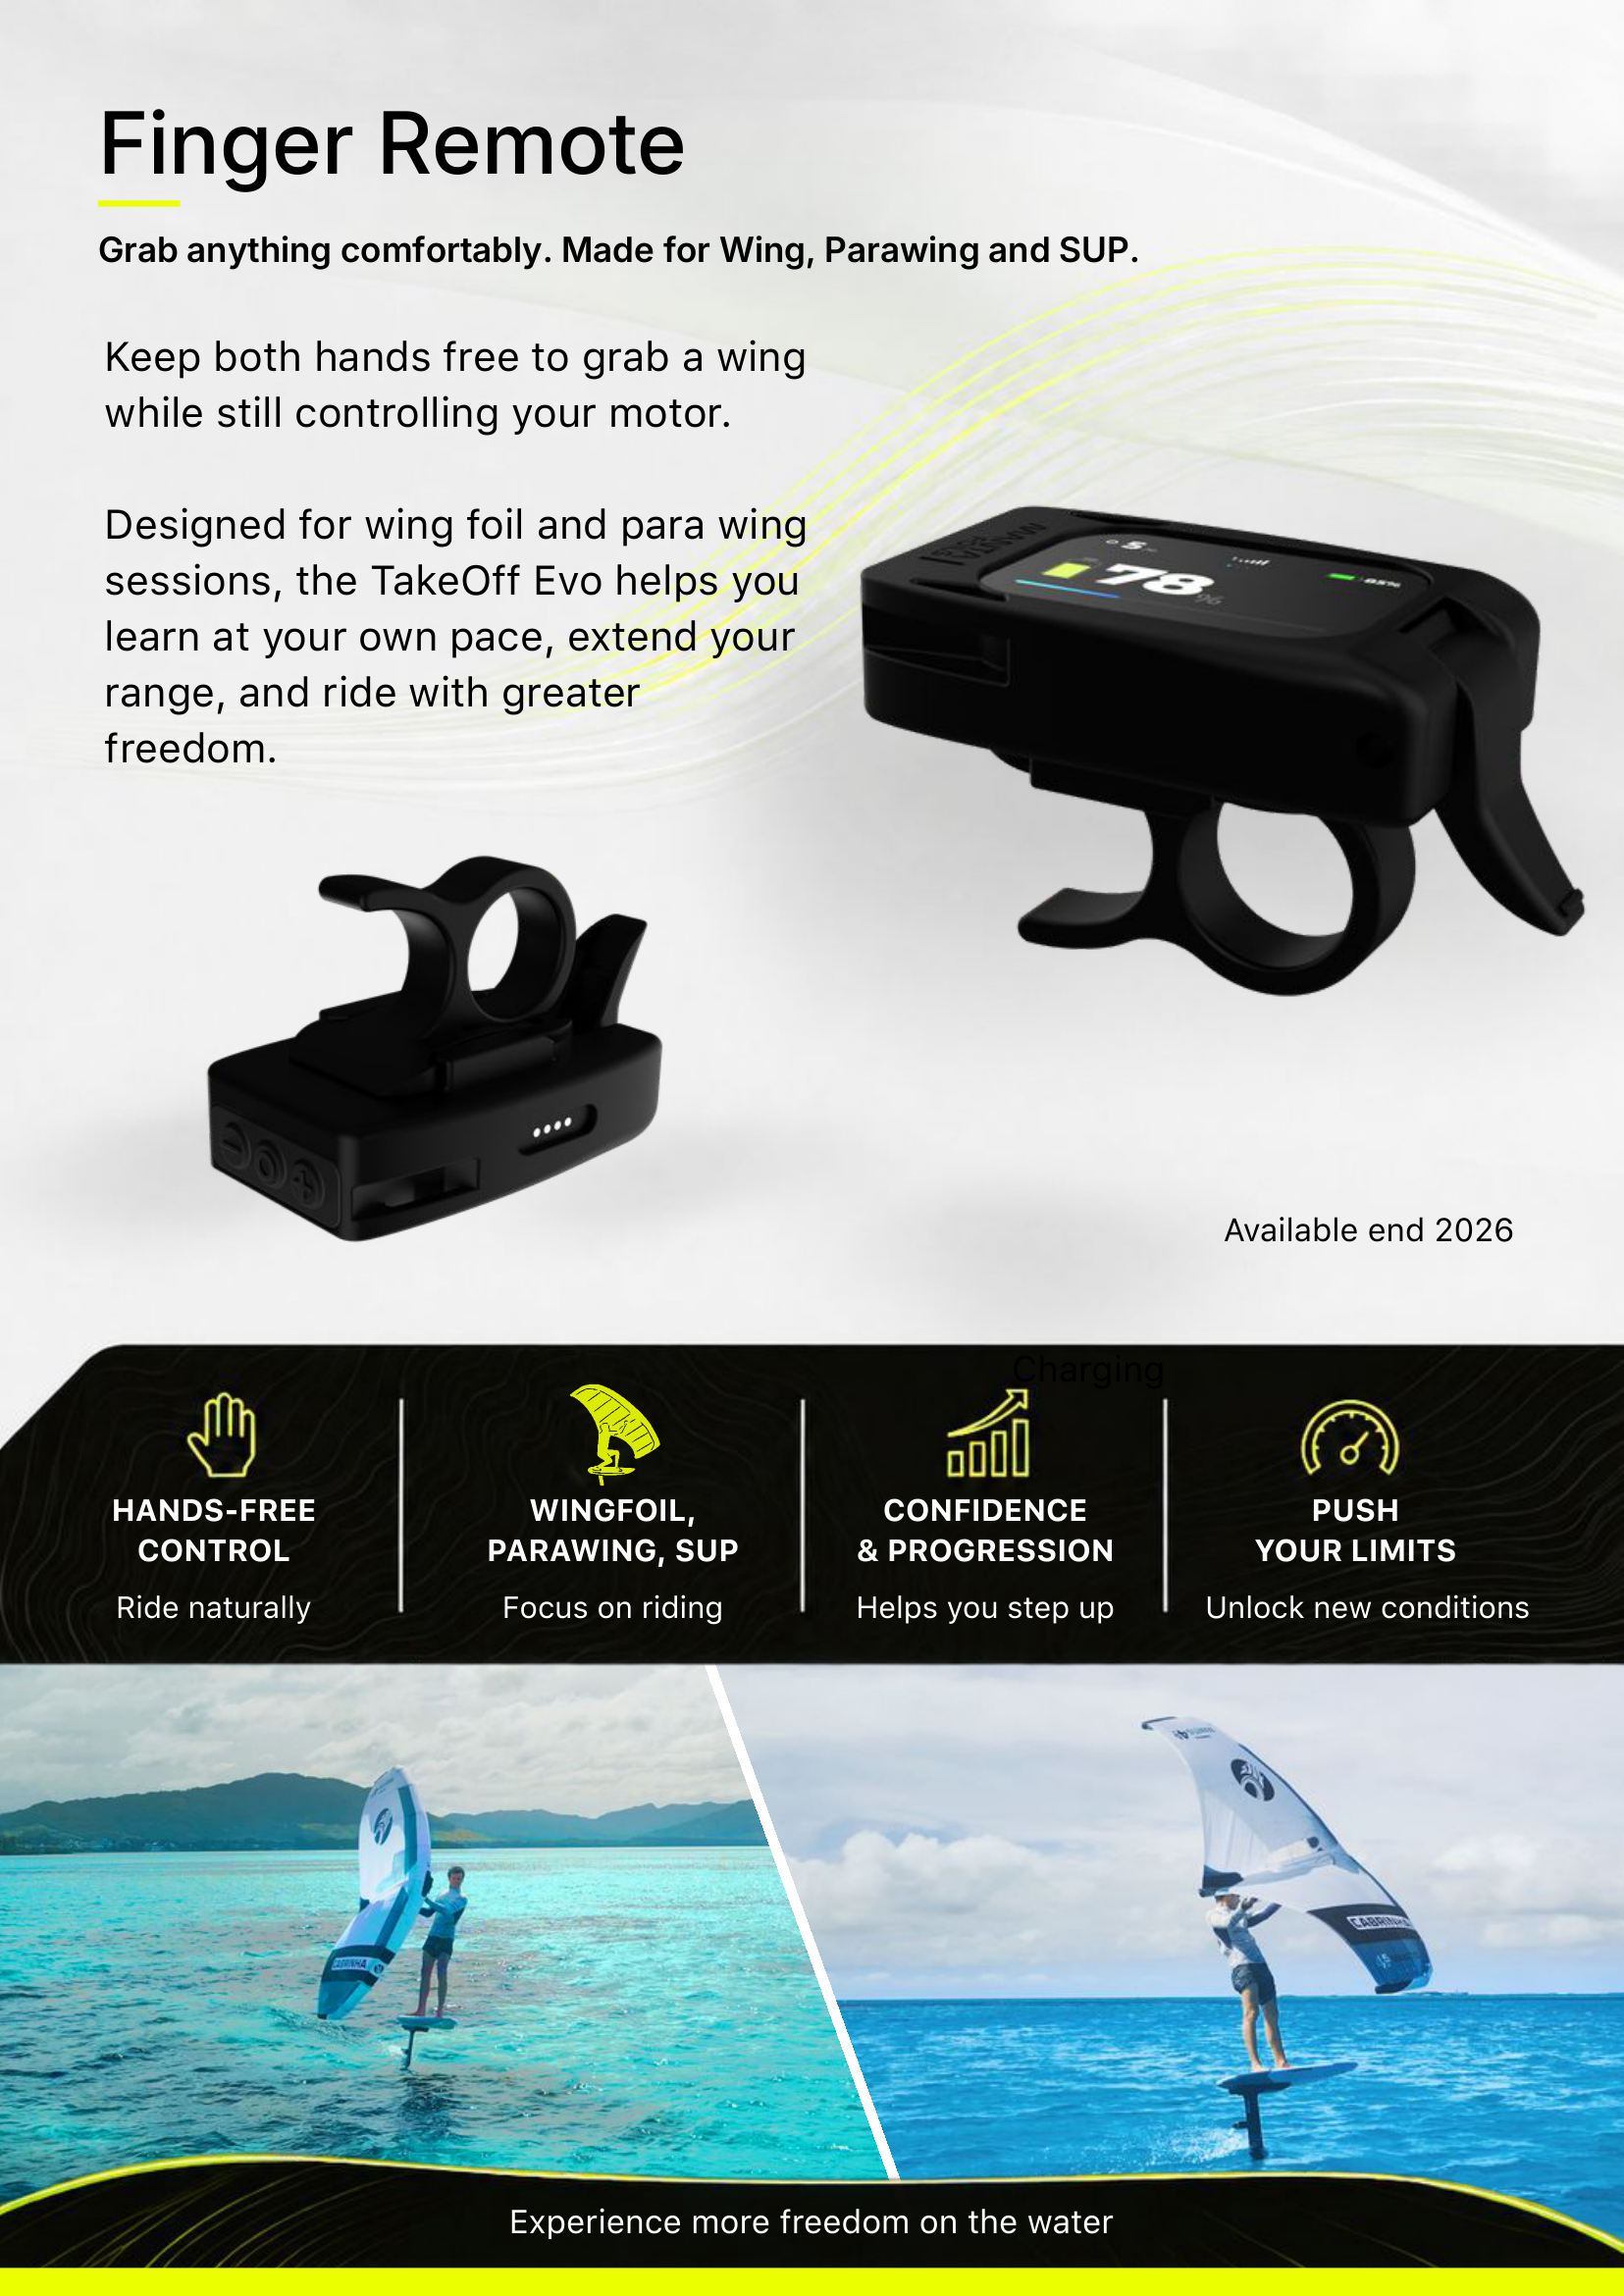 Finger Remote
Grab anything comfortably. Made for Wing, Parawing and SUP.
Keep both hands free to grab a wing
while still controlling your motor.
Designed for wing foil and para wing
sessions, the TakeOff Evo helps you
learn at your own pace, extend your
range, and ride with greater
freedom.
5
78%
85%
Available end 2026
Charging
HANDS-FREE
CONTROL
Ride naturally
WINGFOIL,
PARAWING, SUP
Focus on riding
CONFIDENCE
& PROGRESSION
Helps you step up
PUSH
YOUR LIMITS
Unlock new conditions
CABRINHA
CABRINHA
Experience more freedom on the water